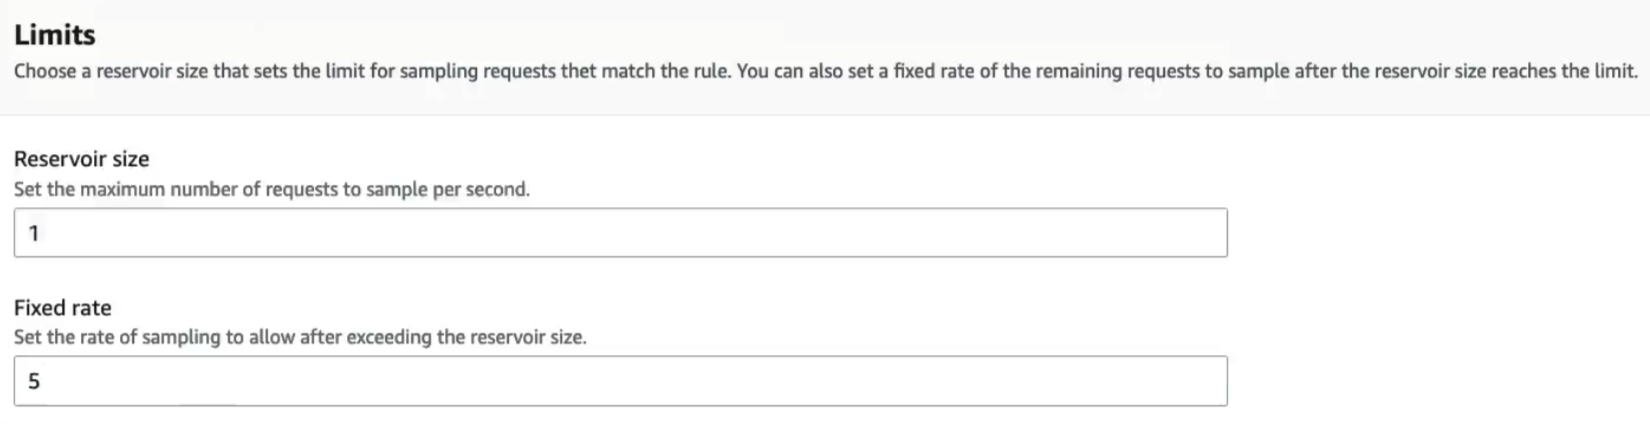 Limits
Choose a reservoir size that sets the limit for sampling requests thet match the rule. You can also set a fixed rate of the remaining requests to sample after the reservoir size reaches the limit.
Reservoir size
Set the maximum number of requests to sample per second.
1
Fixed rate
Set the rate of sampling to allow after exceeding the reservoir size.
5